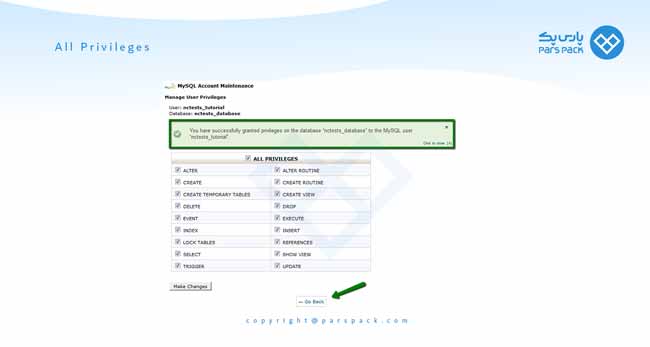 All Privileges
پارس پک
PARS PACK
MySQL Account Maintenance
Manage User Privileges
User: nctests_tutorial
Database: nctests_database
You have successfully granted privileges on the database "nctests_database" to the MySQL user
"nctests_tutorial".
ALL PRIVILEGES
ALTER ALTER ROUTINE
CREATE CREATE ROUTINE
CREATE TEMPORARY TABLES CREATE VIEW
DELETE DROP
EVENT EXECUTE
INDEX INSERT
LOCK TABLES REFERENCES
SELECT SHOW VIEW
TRIGGER UPDATE
Make Changes
Go Back
copyright@parspack.com